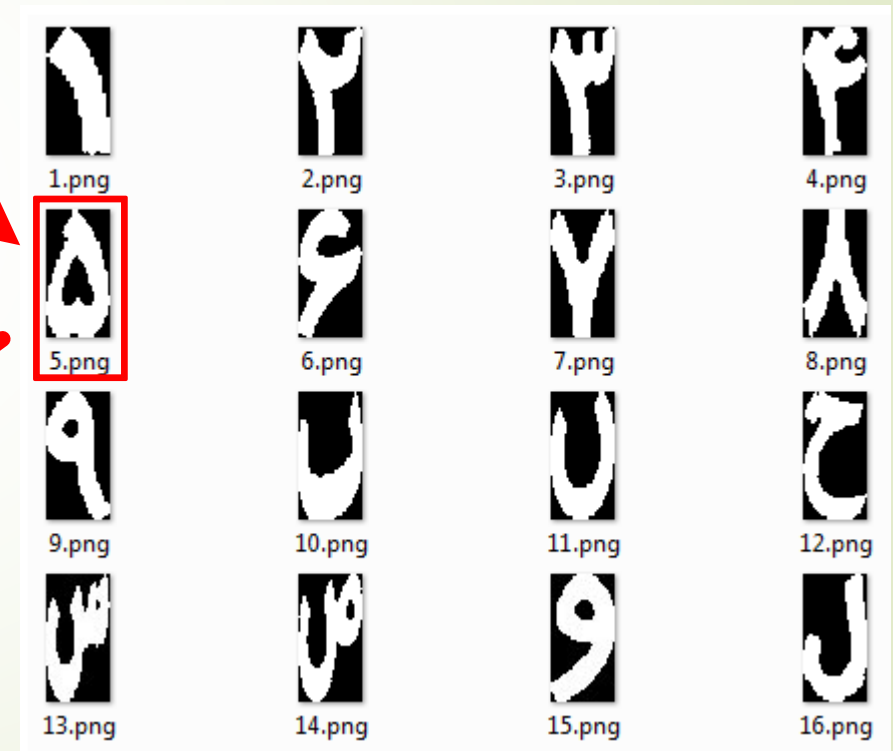 ۱ ۲ ۳ ۴
1.png 2.png 3.png 4.png
۵ ۶ ۷ ۸
5.png 6.png 7.png 8.png
۹ ٮ ں ح
9.png 10.png 11.png 12.png
س ص و ل
13.png 14.png 15.png 16.png